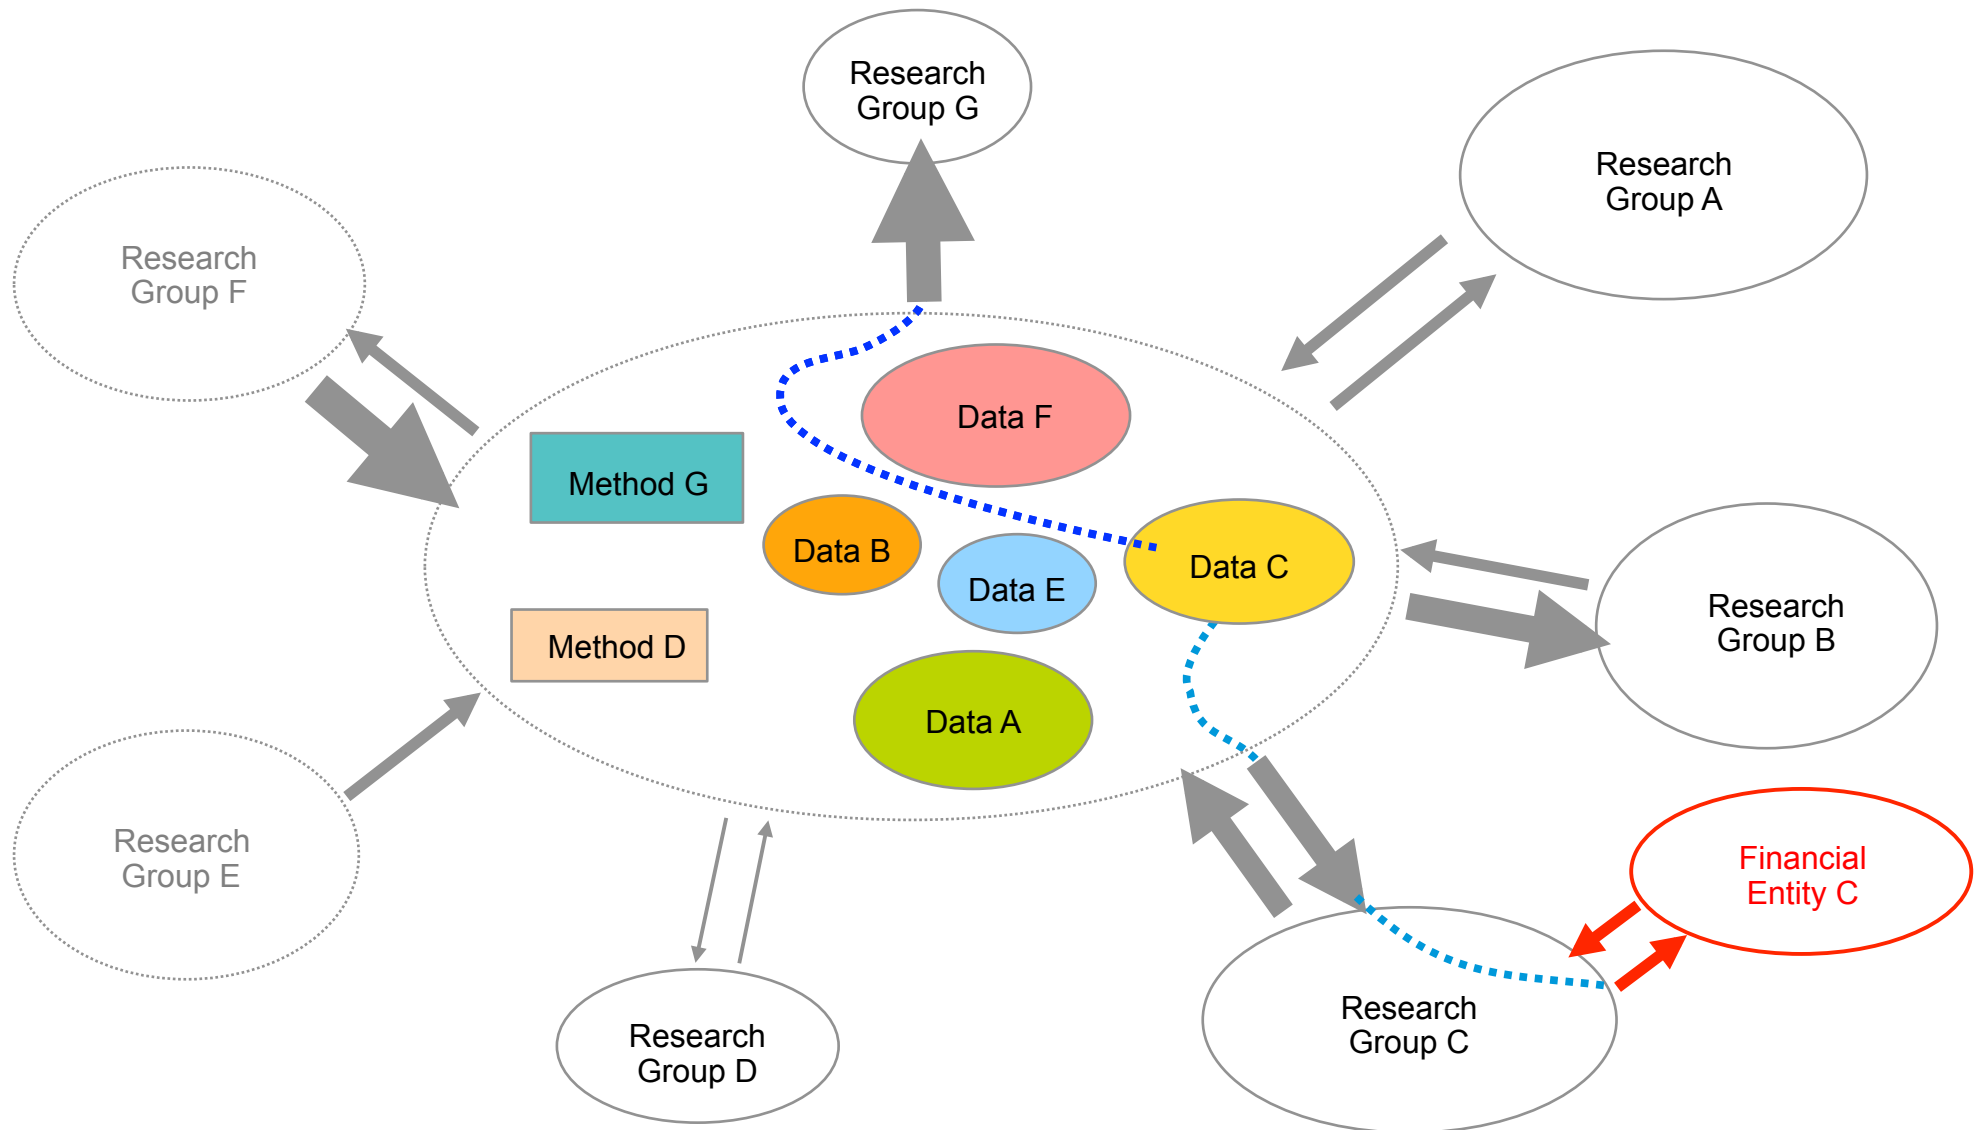 Research
Group G
Research
Group A
Research
Group F
Data F
Method G
Data B
Data E
Data C
Research
Group B
Method D
Data A
Research
Group E
Financial
Entity C
Research
Group D
Research
Group C